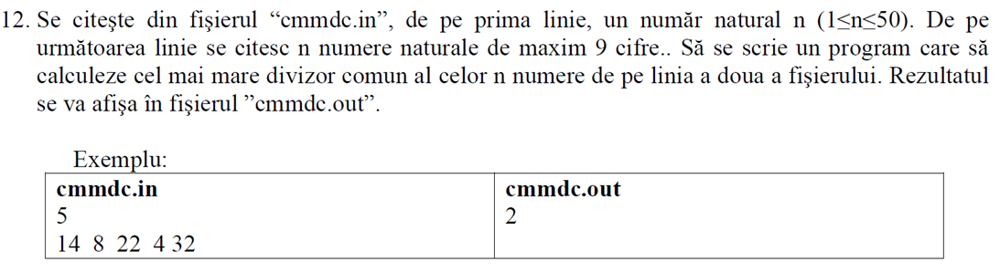 12. Se citeşte din fişierul “cmmdc.in”, de pe prima linie, un număr natural n (1≤n≤50). De pe
următoarea linie se citesc n numere naturale de maxim 9 cifre.. Să se scrie un program care să
calculeze cel mai mare divizor comun al celor n numere de pe linia a doua a fişierului. Rezultatul
se va afişa în fişierul ”cmmdc.out”.
Exemplu:
cmmdc.in cmmdc.out
5 2
14 8 22 4 32